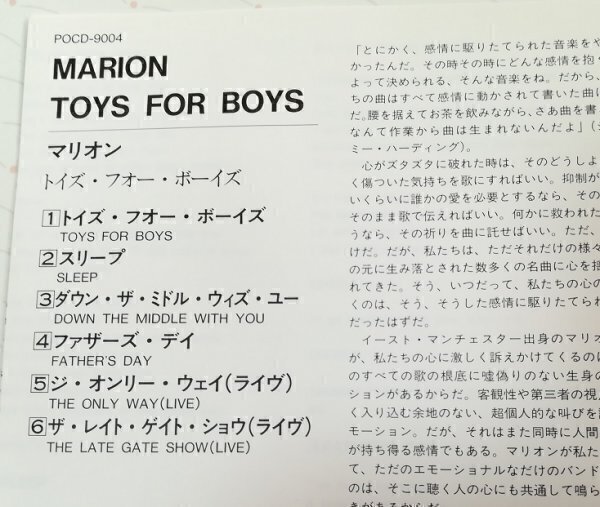 POCD-9004
MARION
TOYS FOR BOYS
マリオン
トイズ・フオー・ボーイズ
1 トイズ・フオー・ボーイズ
TOYS FOR BOYS
2 スリープ
SLEEP
3 ダウン・ザ・ミドル・ウィズ・ユー
DOWN THE MIDDLE WITH YOU
4 ファザーズ・デイ
FATHER'S DAY
5 ジ・オンリー・ウェイ(ライヴ)
THE ONLY WAY(LIVE)
6 ザ・レイト・ゲイト・ショウ(ライヴ)
THE LATE GATE SHOW(LIVE)
「とにかく、感情に駆りたてられた音楽をや
かったんだ。その時その時にどんな感情を抱く
よって決められる、そんな音楽をね。だから、
ちの曲はすべて感情に動かされて書いた曲に
だ。腰を据えてお茶を飲みながら、さあ曲を書
なんて作業から曲は生まれないんだよ」(ジ
ミー・ハーディング)。
心がズタズタに破れた時は、そのどうしよ
く傷ついた気持ちを歌にすればいい。抑制が
いくらいに誰かの愛を必要とするなら、その
そのまま歌で伝えればいい。何かに救われた
うなら、その祈りを曲に託せばいい。ただ、
けだ。だが、私たちは、ただそれだけの様々
の元に生み落とされた数多くの名曲に心を揺
れてきた。そう、いつだって、私たちの心の
くのは、そう、そうした感情に駆りたてられ
だったはずだ。
イースト・マンチェスター出身のマリオ
が、私たちの心に激しく訴えかけてくるのに
のすべての歌の根底に嘘偽りのない生身の
ションがあるからだ。客観性や第三者の視
く入り込む余地のない、超個人的な叫びを
モーション。だが、それはまた同時に人間
が持ち得る感情でもある。マリオンが私た
て、ただのエモーショナルなだけのバンド
のは、そこに聴く人の心にも共通して鳴ら
きがあるからだ